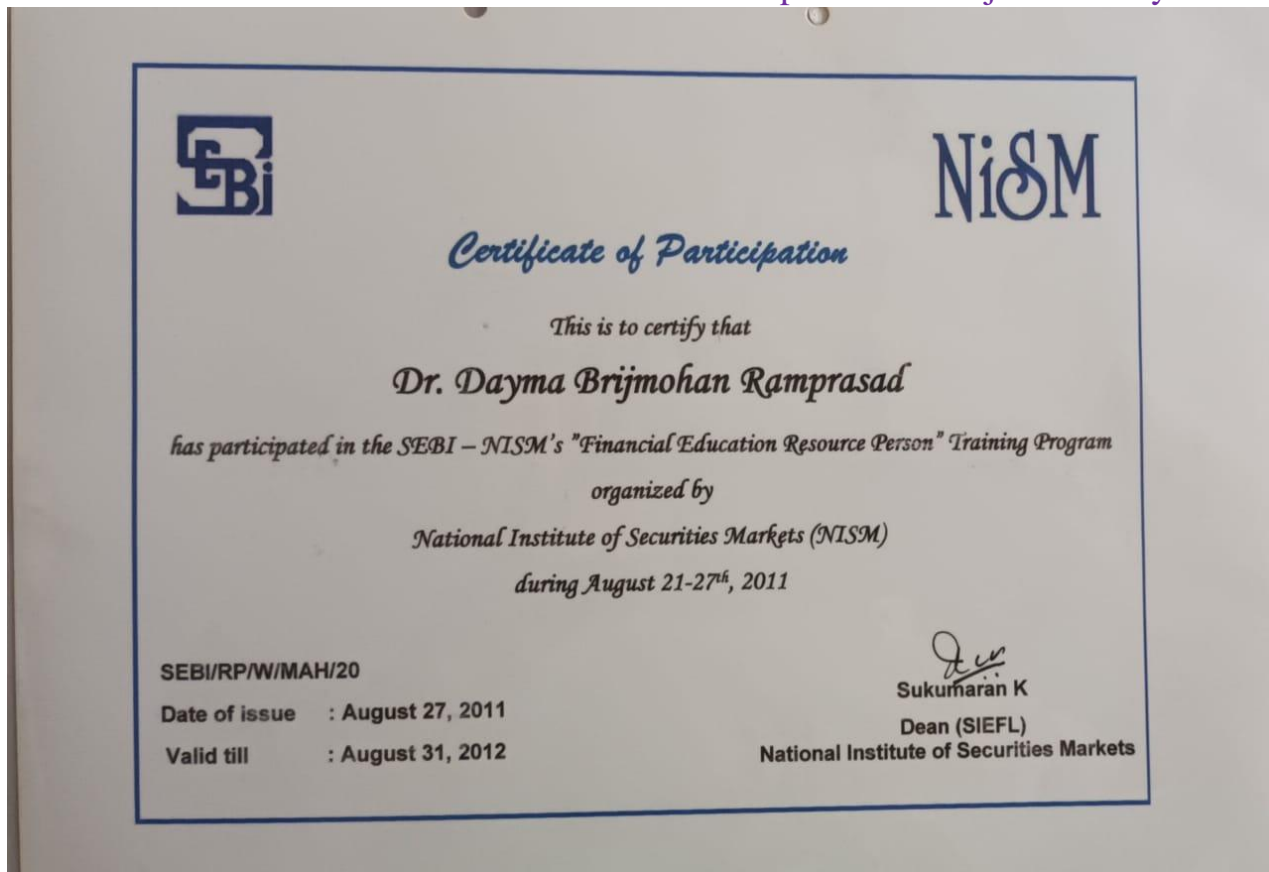 SEBi
NiSM
Certificate of Participation
This is to certify that
Dr. Dayma Brijmohan Ramprasad
has participated in the SEBI – NISM's "Financial Education Resource Person" Training Program
organized by
National Institute of Securities Markets (NISM)
during August 21-27th, 2011
SEBI/RP/W/MAH/20
Date of issue : August 27, 2011
Valid till : August 31, 2012
Sukumaran K
Dean (SIEFL)
National Institute of Securities Markets